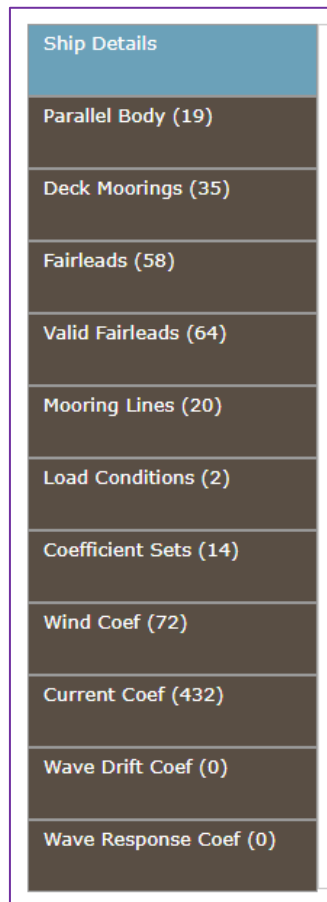 Ship Details
Parallel Body (19)
Deck Moorings (35)
Fairleads (58)
Valid Fairleads (64)
Mooring Lines (20)
Load Conditions (2)
Coefficient Sets (14)
Wind Coef (72)
Current Coef (432)
Wave Drift Coef (0)
Wave Response Coef (0)